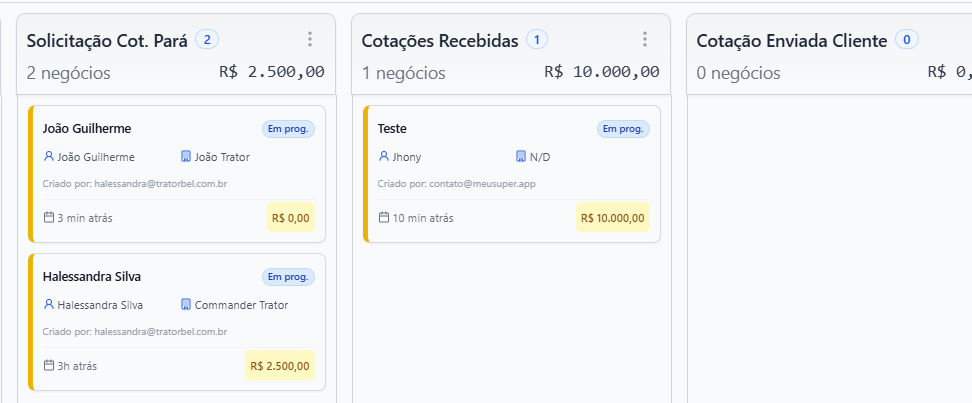 Solicitação Cot. Pará 2
2 negócios R$ 2.500,00
João Guilherme Em prog.
João Guilherme João Trator
Criado por: halessandra@tratorbel.com.br
3 min atrás R$ 0,00
Halessandra Silva Em prog.
Halessandra Silva Commander Trator
Criado por: halessandra@tratorbel.com.br
3h atrás R$ 2.500,00
Cotações Recebidas 1
1 negócios R$ 10.000,00
Teste Em prog.
Jhony N/D
Criado por: contato@meusuper.app
10 min atrás R$ 10.000,00
Cotação Enviada Cliente 0
0 negócios R$ 0,